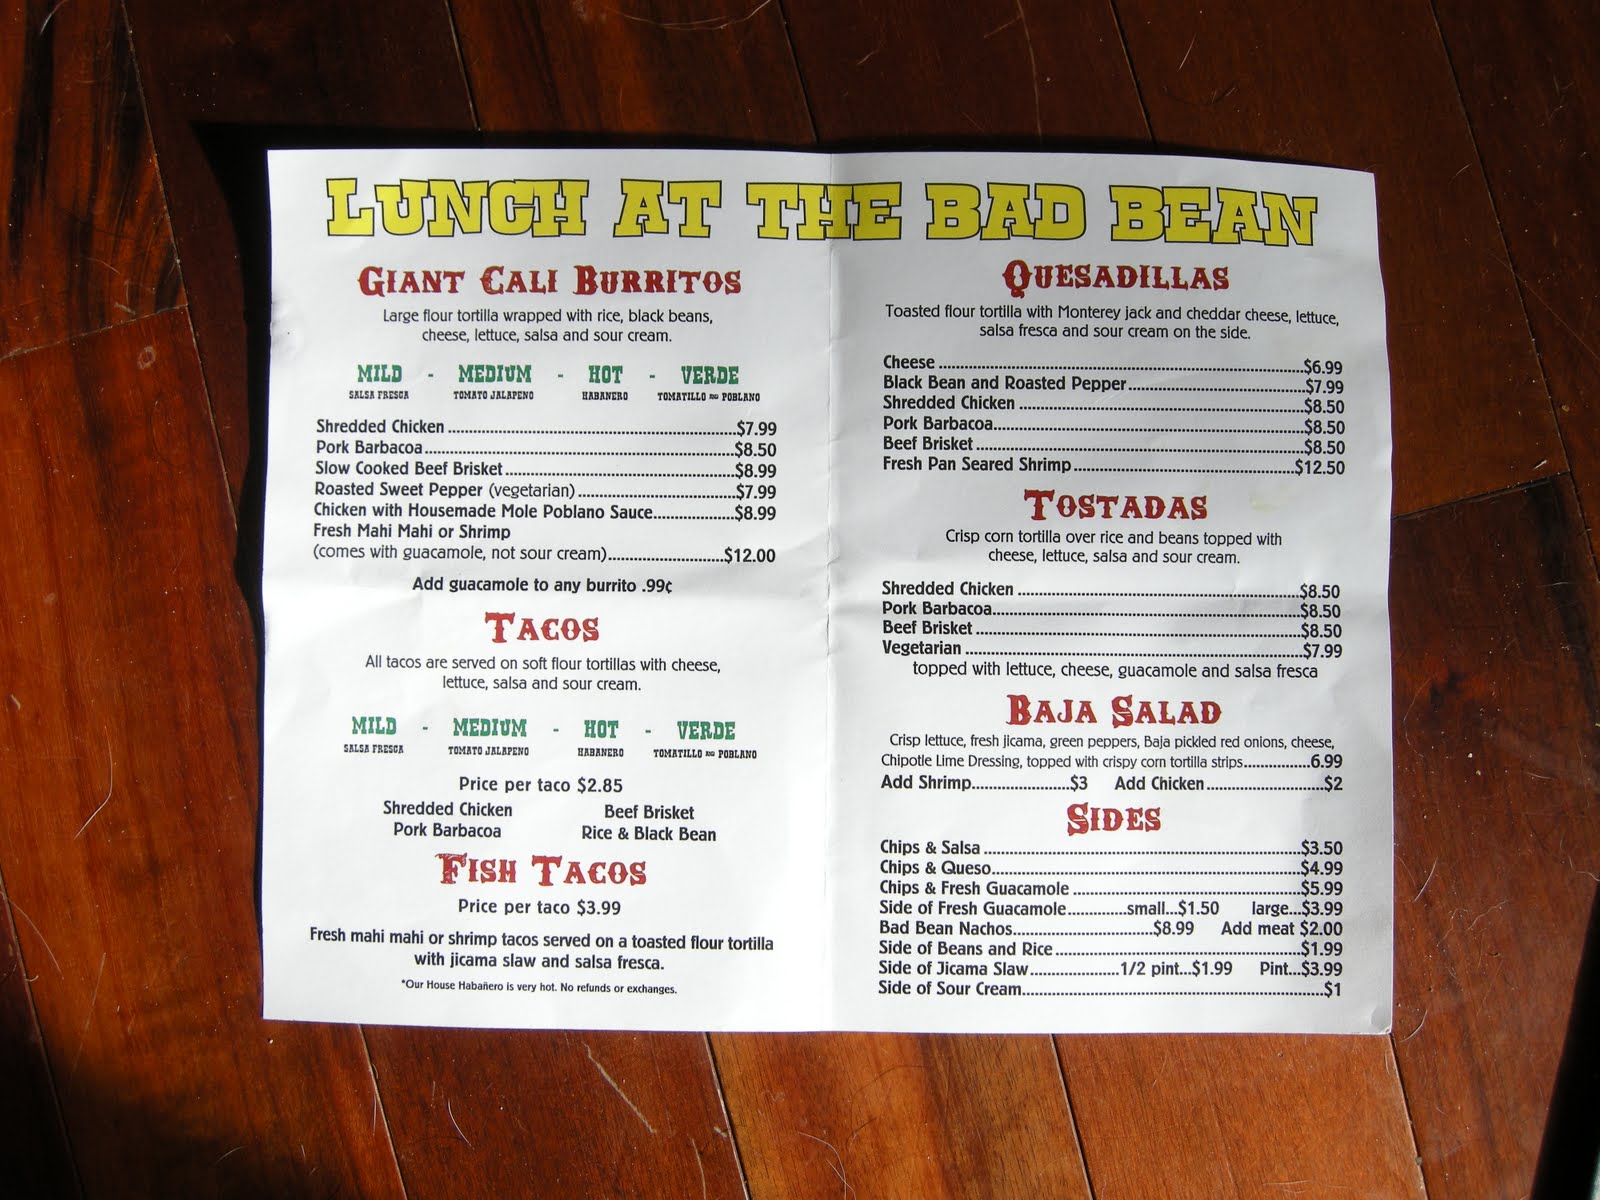 LUNCH AT THE BAD BEAN
GIANT CALI BURRITOS
Large flour tortilla wrapped with rice, black beans,
cheese, lettuce, salsa and sour cream.
MILD - MEDIUM - HOT - VERDE
SALSA FRESCA TOMATO JALAPENO HABANERO TOMATILLO AND POBLANO
Shredded Chicken...$7.99
Pork Barbacoa...$8.50
Slow Cooked Beef Brisket...$8.99
Roasted Sweet Pepper (vegetarian)...$7.99
Chicken with Housemade Mole Poblano Sauce...$8.99
Fresh Mahi Mahi or Shrimp
(comes with guacamole, not sour cream)...$12.00
Add guacamole to any burrito .99¢
TACOS
All tacos are served on soft flour tortillas with cheese,
lettuce, salsa and sour cream.
MILD - MEDIUM - HOT - VERDE
SALSA FRESCA TOMATO JALAPENO HABANERO TOMATILLO AND POBLANO
Price per taco $2.85
Shredded Chicken Beef Brisket
Pork Barbacoa Rice & Black Bean
FISH TACOS
Price per taco $3.99
Fresh mahi mahi or shrimp tacos served on a toasted flour tortilla
with jicama slaw and salsa fresca.
*Our House Habañero is very hot. No refunds or exchanges.
QUESADILLAS
Toasted flour tortilla with Monterey jack and cheddar cheese, lettuce,
salsa fresca and sour cream on the side.
Cheese...$6.99
Black Bean and Roasted Pepper...$7.99
Shredded Chicken...$8.50
Pork Barbacoa...$8.50
Beef Brisket...$8.50
Fresh Pan Seared Shrimp...$12.50
TOSTADAS
Crisp corn tortilla over rice and beans topped with
cheese, lettuce, salsa and sour cream.
Shredded Chicken...$8.50
Pork Barbacoa...$8.50
Beef Brisket...$8.50
Vegetarian...$7.99
topped with lettuce, cheese, guacamole and salsa fresca
BAJA SALAD
Crisp lettuce, fresh jicama, green peppers, Baja pickled red onions, cheese,
Chipotle Lime Dressing, topped with crispy corn tortilla strips...6.99
Add Shrimp...$3 Add Chicken...$2
SIDES
Chips & Salsa...$3.50
Chips & Queso...$4.99
Chips & Fresh Guacamole...$5.99
Side of Fresh Guacamole...small...$1.50 large...$3.99
Bad Bean Nachos...$8.99 Add meat $2.00
Side of Beans and Rice...$1.99
Side of Jicama Slaw...1/2 pint...$1.99 Pint...$3.99
Side of Sour Cream...$1